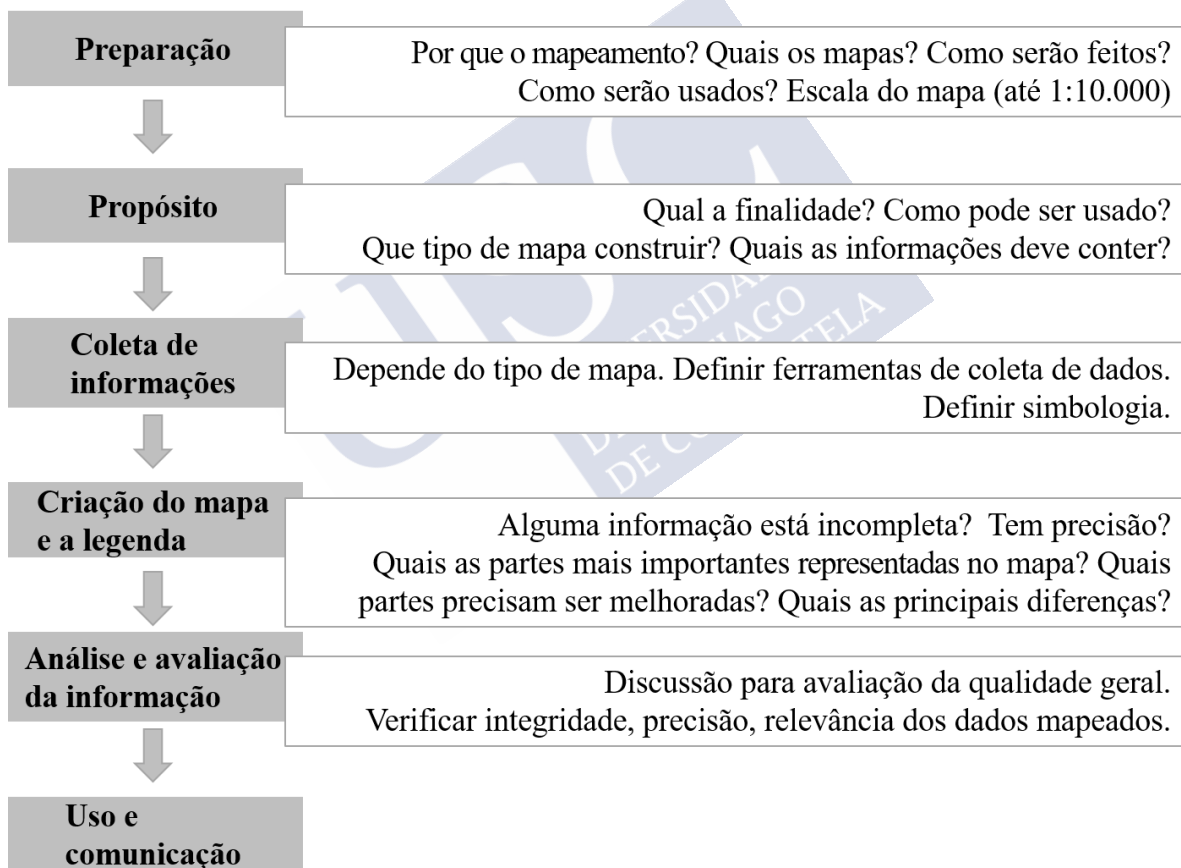 Preparação
Por que o mapeamento? Quais os mapas? Como serão feitos?
Como serão usados? Escala do mapa (até 1:10.000)
Propósito
Qual a finalidade? Como pode ser usado?
Que tipo de mapa construir? Quais as informações deve conter?
Coleta de
informações
Depende do tipo de mapa. Definir ferramentas de coleta de dados.
Definir simbologia.
Criação do mapa
e a legenda
Alguma informação está incompleta? Tem precisão?
Quais as partes mais importantes representadas no mapa? Quais
partes precisam ser melhoradas? Quais as principais diferenças?
Análise e avaliação
da informação
Discussão para avaliação da qualidade geral.
Verificar integridade, precisão, relevância dos dados mapeados.
Uso e
comunicação